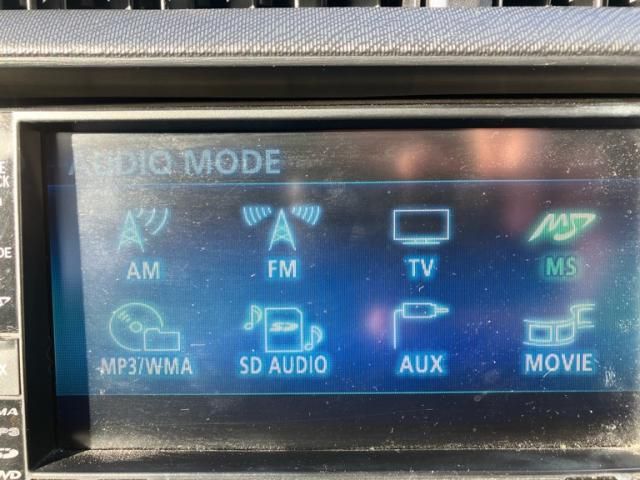 AUDIO MODE
AM FM TV MS
MP3/WMA SD AUDIO AUX MOVIE